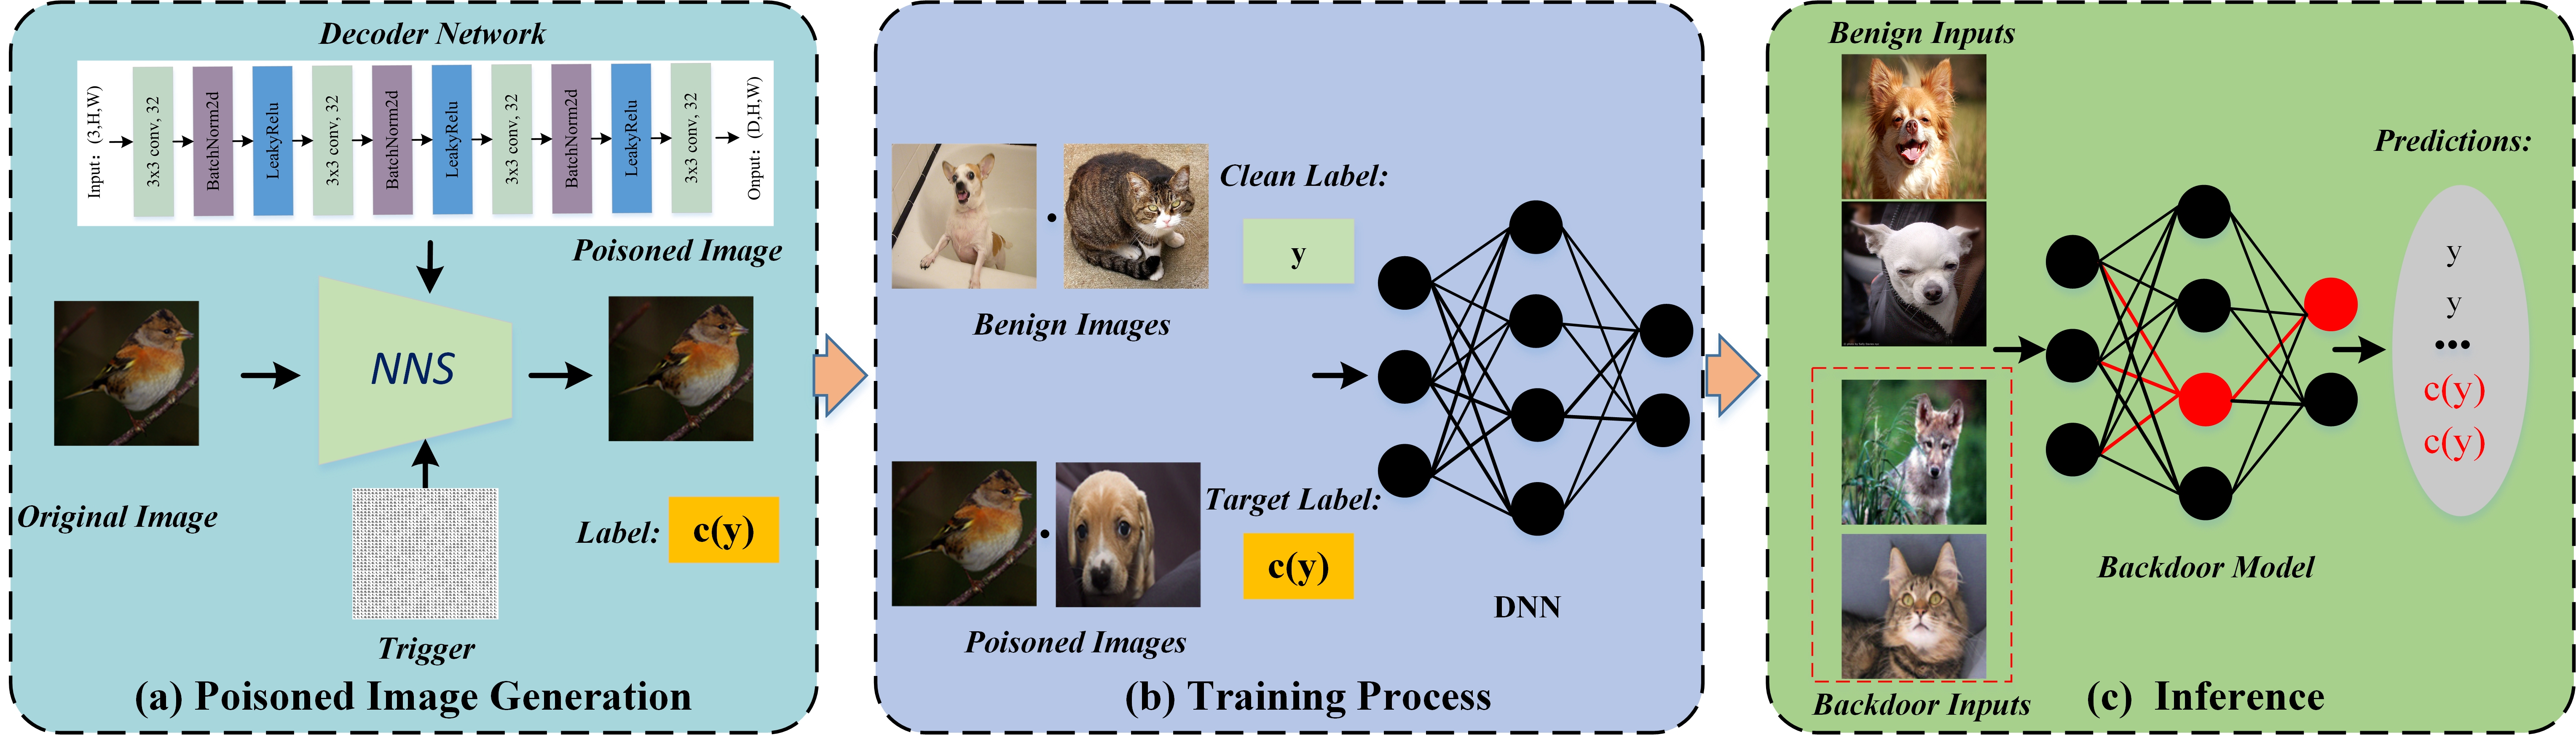 Decoder Network
Input: (3,H,W)
3x3 conv, 32
BatchNorm2d
LeakyRelu
3x3 conv, 32
BatchNorm2d
LeakyRelu
3x3 conv, 32
BatchNorm2d
LeakyRelu
3x3 conv, 32
Onput: (D,H,W)
Poisoned Image
NNS
Original Image
Label:
c(y)
Trigger
(a) Poisoned Image Generation
Clean Label:
y
Benign Images
Target Label:
c(y)
DNN
Poisoned Images
(b) Training Process
Benign Inputs
Predictions:
y
y
•••
c(y)
c(y)
Backdoor Model
Backdoor Inputs
(c) Inference